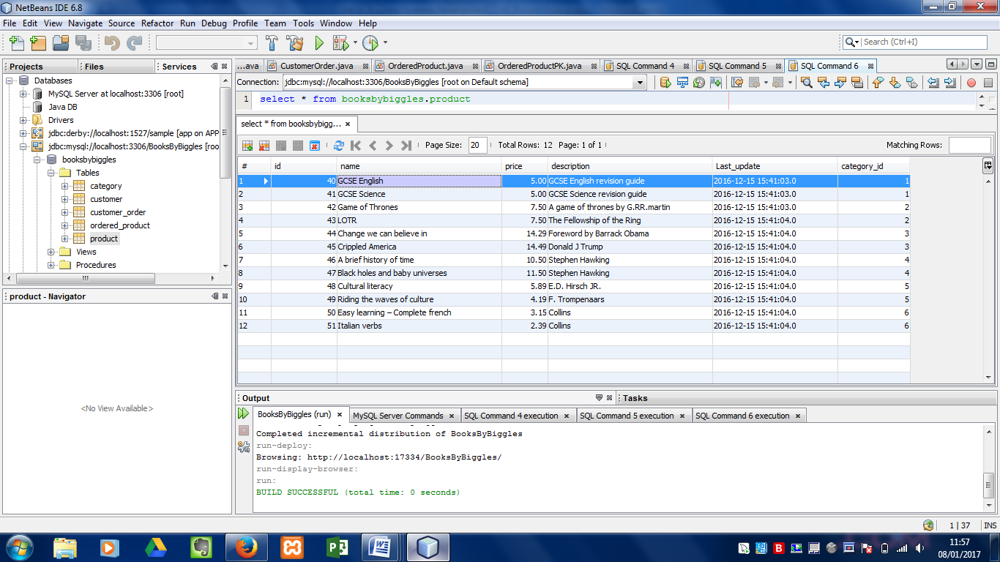 NetBeans IDE 6.8
File Edit View Navigate Source Refactor Run Debug Profile Team Tools Window Help
Search (Ctrl+I)
Projects Files Services
Databases
MySQL Server at localhost:3306 [root]
Java DB
Drivers
jdbc:derby://localhost:1527/sample [app on APP
jdbc:mysql://localhost:3306/BooksByBiggles [roo
booksbybiggles
Tables
category
customer
customer_order
ordered_product
product
Views
Procedures
product - Navigator
<No View Available>
...ava CustomerOrder.java OrderedProduct.java OrderedProductPK.java SQL Command 4 SQL Command 5 SQL Command 6
Connection: jdbc:mysql://localhost:3306/BooksByBiggles [root on Default schema]
1 select * from booksbybiggles.product
select * from booksbybigg...
Page Size: 20 Total Rows: 12 Page: 1 of 1 Matching Rows:
# id name price description Last_update category_id
1 40 GCSE English 5.00 GCSE English revision guide 2016-12-15 15:41:03.0 1
2 41 GCSE Science 5.00 GCSE Science revision guide 2016-12-15 15:41:03.0 1
3 42 Game of Thrones 7.50 A game of thrones by G.RR.martin 2016-12-15 15:41:03.0 2
4 43 LOTR 7.50 The Fellowship of the Ring 2016-12-15 15:41:04.0 2
5 44 Change we can believe in 14.29 Foreword by Barrack Obama 2016-12-15 15:41:04.0 3
6 45 Crippled America 14.49 Donald J Trump 2016-12-15 15:41:04.0 3
7 46 A brief history of time 10.50 Stephen Hawking 2016-12-15 15:41:04.0 4
8 47 Black holes and baby universes 11.50 Stephen Hawking 2016-12-15 15:41:04.0 4
9 48 Cultural literacy 5.89 E.D. Hirsch JR. 2016-12-15 15:41:04.0 5
10 49 Riding the waves of culture 4.19 F. Trompenaars 2016-12-15 15:41:04.0 5
11 50 Easy learning – Complete french 3.15 Collins 2016-12-15 15:41:04.0 6
12 51 Italian verbs 2.39 Collins 2016-12-15 15:41:04.0 6
Output Tasks
BooksByBiggles (run) MySQL Server Commands SQL Command 4 execution SQL Command 5 execution SQL Command 6 execution
Completed incremental distribution of BooksByBiggles
run-deploy:
Browsing: http://localhost:17334/BooksByBiggles/
run-display-browser:
run:
BUILD SUCCESSFUL (total time: 0 seconds)
1 | 37 INS
11:57
08/01/2017